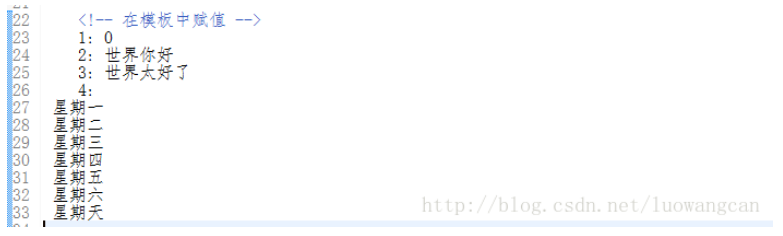 22 <!-- 在模板中赋值 -->
23 1: 0
24 2: 世界你好
25 3: 世界太好了
26 4:
27 星期一
28 星期二
29 星期三
30 星期四
31 星期五
32 星期六
33 星期天
http://blog.csdn.net/luowangcan